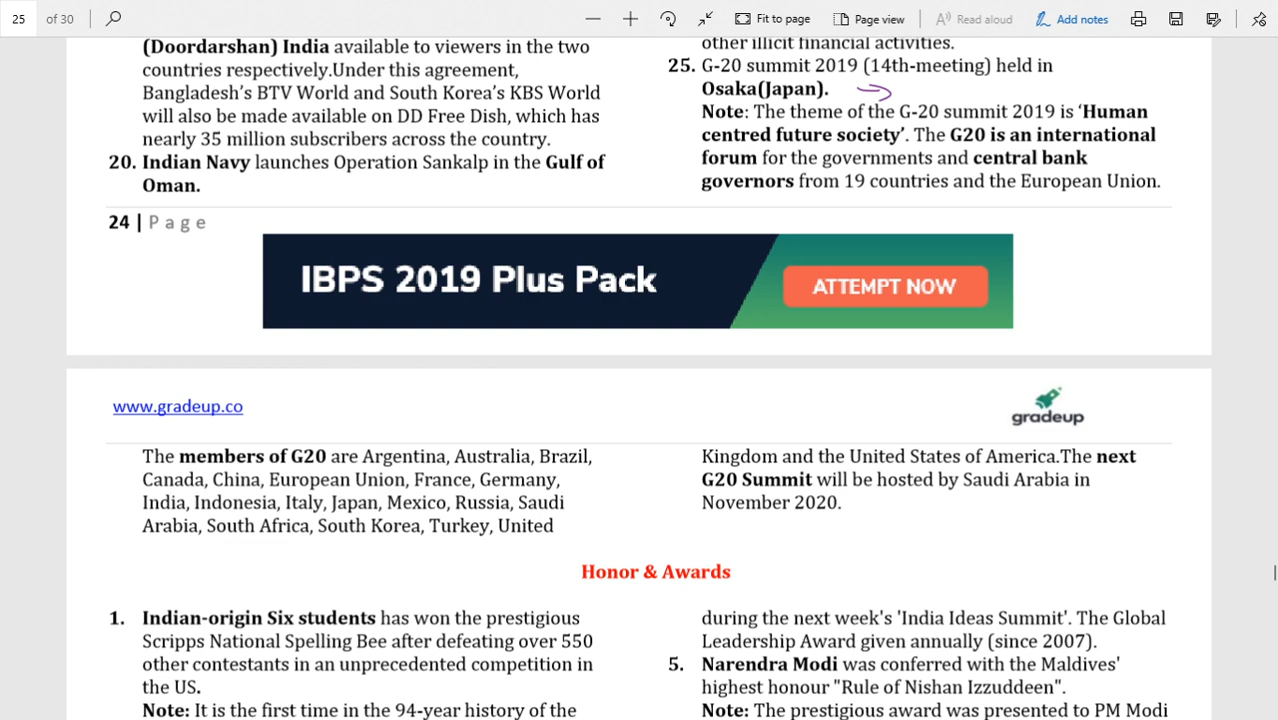 25 of 30 Fit to page Page view Read aloud Add notes
(Doordarshan) India available to viewers in the two
countries respectively.Under this agreement,
Bangladesh's BTV World and South Korea's KBS World
will also be made available on DD Free Dish, which has
nearly 35 million subscribers across the country.
20. Indian Navy launches Operation Sankalp in the Gulf of
Oman.
other illicit financial activities.
25. G-20 summit 2019 (14th-meeting) held in
Osaka(Japan).
Note: The theme of the G-20 summit 2019 is 'Human
centred future society'. The G20 is an international
forum for the governments and central bank
governors from 19 countries and the European Union.
24 | P a g e
IBPS 2019 Plus Pack
ATTEMPT NOW
www.gradeup.co
gradeup
The members of G20 are Argentina, Australia, Brazil,
Canada, China, European Union, France, Germany,
India, Indonesia, Italy, Japan, Mexico, Russia, Saudi
Arabia, South Africa, South Korea, Turkey, United
Kingdom and the United States of America.The next
G20 Summit will be hosted by Saudi Arabia in
November 2020.
Honor & Awards
1. Indian-origin Six students has won the prestigious
Scripps National Spelling Bee after defeating over 550
other contestants in an unprecedented competition in
the US.
Note: It is the first time in the 94-year history of the
during the next week's 'India Ideas Summit'. The Global
Leadership Award given annually (since 2007).
5. Narendra Modi was conferred with the Maldives'
highest honour "Rule of Nishan Izzuddeen".
Note: The prestigious award was presented to PM Modi